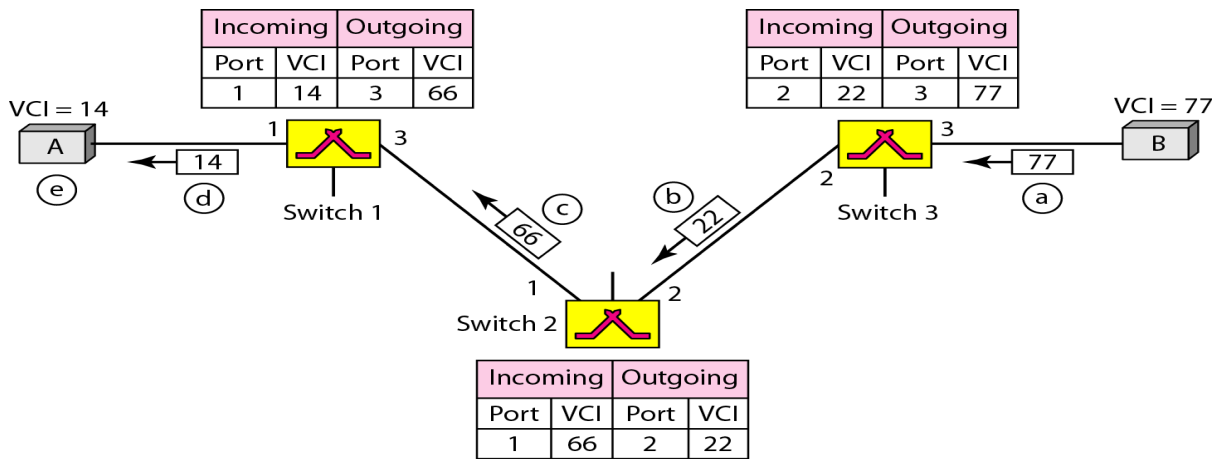 Incoming Outgoing
Port VCI Port VCI
1 14 3 66
Incoming Outgoing
Port VCI Port VCI
2 22 3 77
VCI = 14
A
e
14
d
1
3
Switch 1
66
c
b
22
1
2
Switch 2
2
3
Switch 3
VCI = 77
B
77
a
Incoming Outgoing
Port VCI Port VCI
1 66 2 22